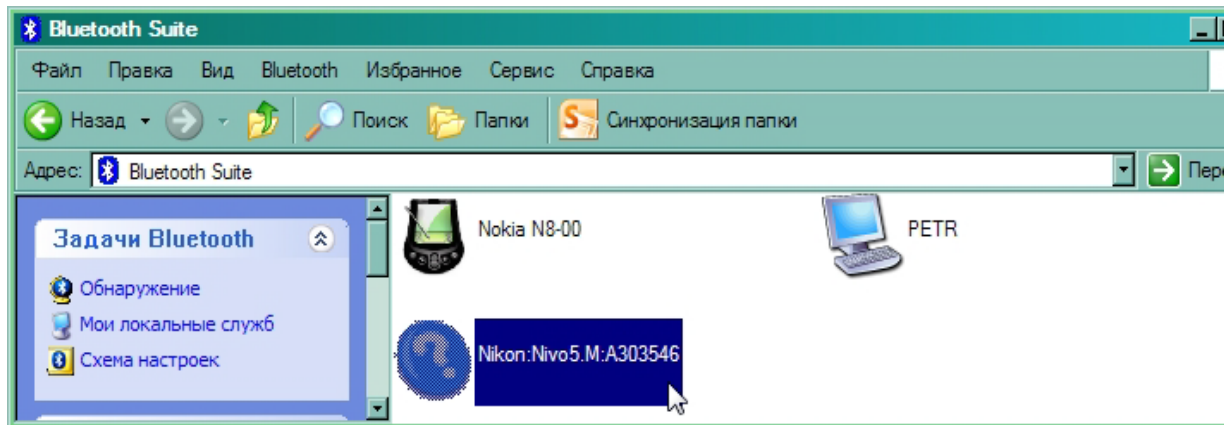 Bluetooth Suite
Файл Правка Вид Bluetooth Избранное Сервис Справка
Назад Поиск Папки Синхронизация папки
Адрес: Bluetooth Suite
Задачи Bluetooth
Обнаружение
Мои локальные служб
Схема настроек
Nokia N8-00 PETR
Nikon:Nivo5.M:A303546